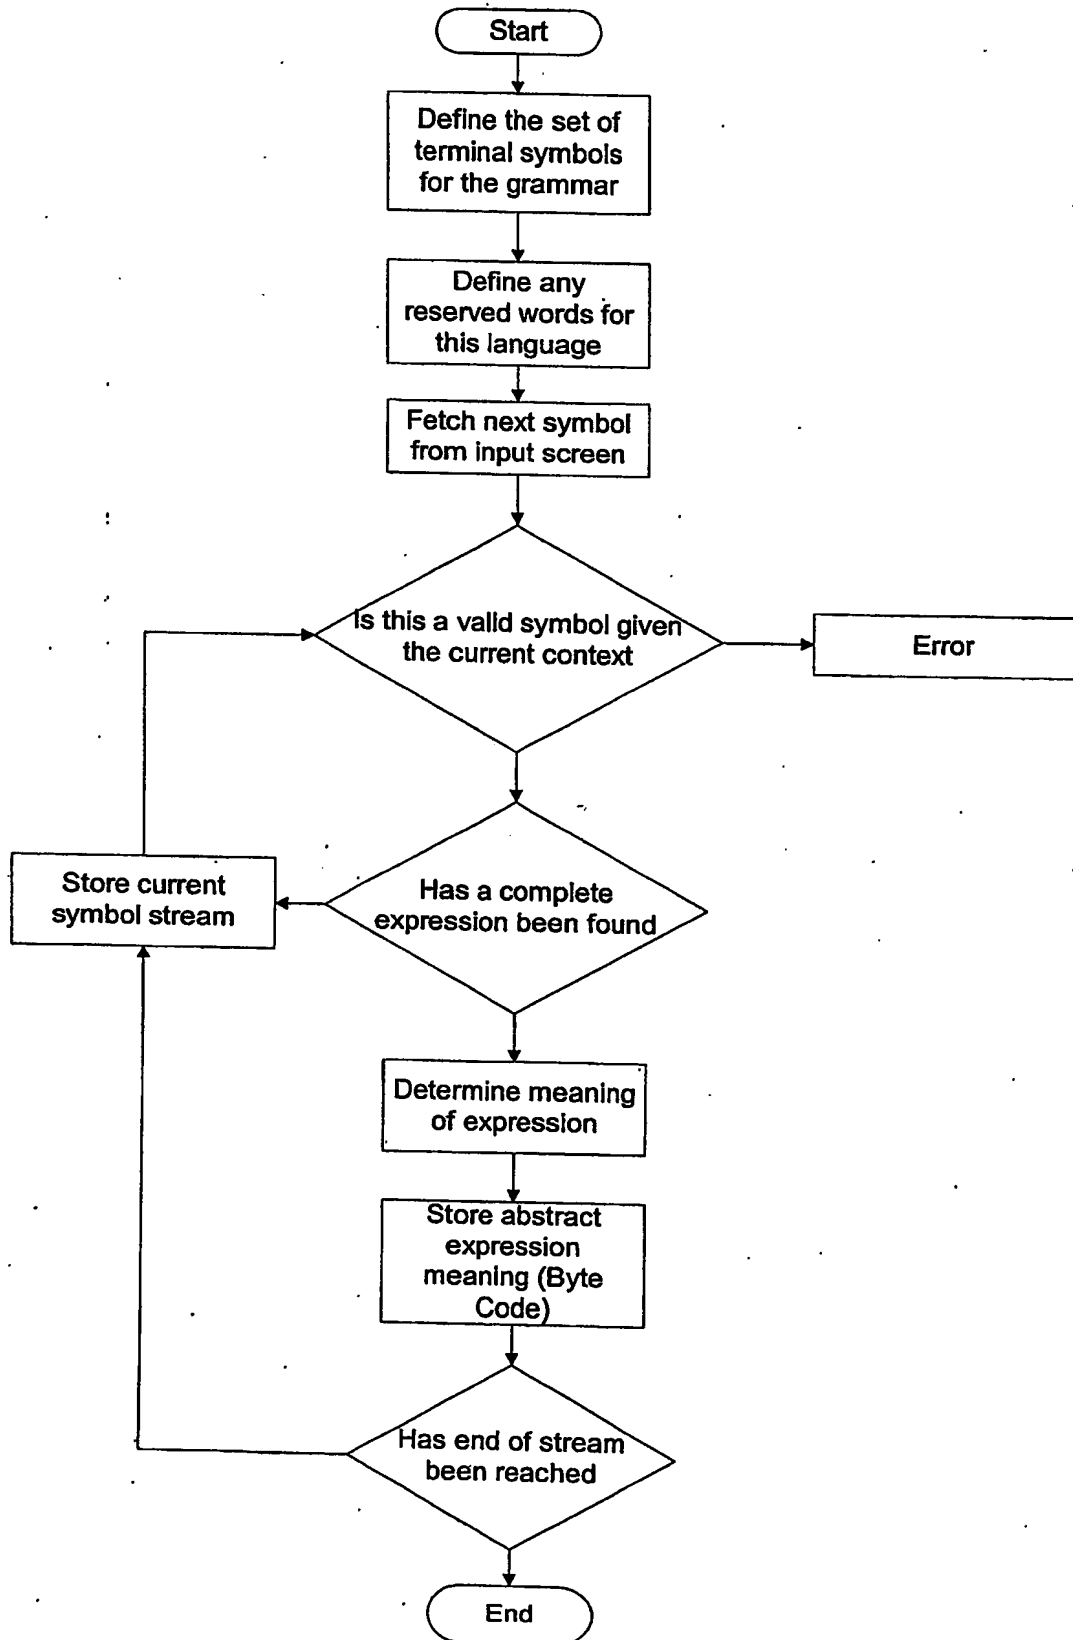 Start
Define the set of
terminal symbols
for the grammar
Define any
reserved words for
this language
Fetch next symbol
from input screen
Is this a valid symbol given
the current context
Error
Store current
symbol stream
Has a complete
expression been found
Determine meaning
of expression
Store abstract
expression
meaning (Byte
Code)
Has end of stream
been reached
End